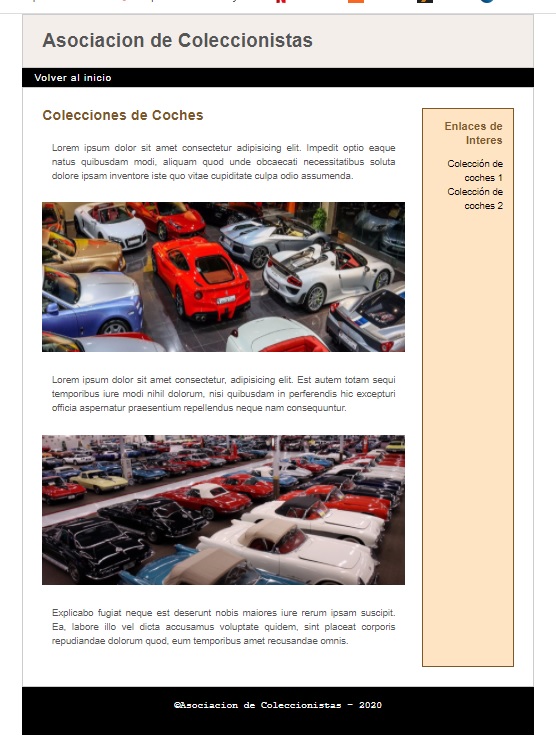 Asociacion de Coleccionistas
Volver al inicio
Colecciones de Coches
Lorem ipsum dolor sit amet consectetur adipisicing elit. Impedit optio eaque
natus quibusdam modi, aliquam quod unde obcaecati necessitatibus soluta
dolore ipsam inventore iste quo vitae cupiditate culpa odio assumenda.
Lorem ipsum dolor sit amet consectetur, adipisicing elit. Est autem totam sequi
temporibus iure modi nihil dolorum, nisi quibusdam in perferendis hic excepturi
officia aspernatur praesentium repellendus neque nam consequuntur.
Explicabo fugiat neque est deserunt nobis maiores iure rerum ipsam suscipit.
Ea, labore illo vel dicta accusamus voluptate quidem, sint placeat corporis
repudiandae dolorum quod, eum temporibus amet recusandae omnis.
Enlaces de
Interes
Colección de
coches 1
Colección de
coches 2
©Asociacion de Coleccionistas - 2020